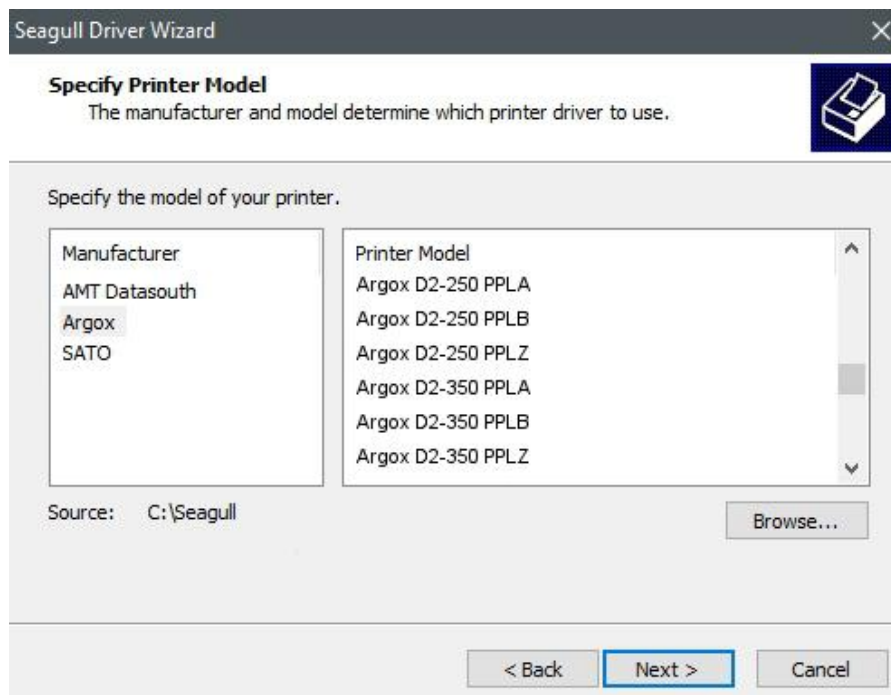 Seagull Driver Wizard
Specify Printer Model
The manufacturer and model determine which printer driver to use.
Specify the model of your printer.
Manufacturer
AMT Datasouth
Argox
SATO
Printer Model
Argox D2-250 PPLA
Argox D2-250 PPLB
Argox D2-250 PPLZ
Argox D2-350 PPLA
Argox D2-350 PPLB
Argox D2-350 PPLZ
Source: C:\Seagull
Browse...
< Back Next > Cancel